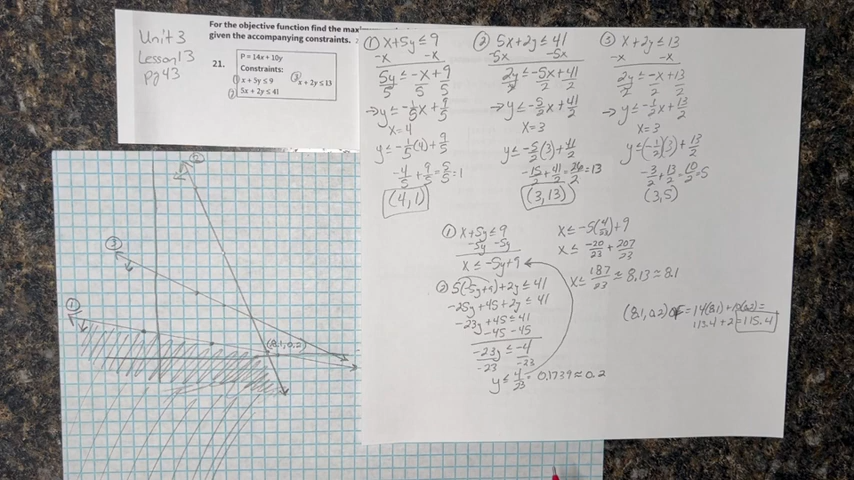 Unit 3
Lesson 13
pg 43
For the objective function find the max
given the accompanying constraints.
21.
P = 14x + 10y
Constraints:
① x + 5y ≤ 9
③ x + 2y ≤ 13
② 5x + 2y ≤ 41
① x+5y ≤ 9
-x -x
5y ≤ -x + 9
5 5 5
→ y ≤ -1/5 x + 9/5
x=4
y ≤ -1/5(4) + 9/5
-4/5 + 9/5 = 5/5 = 1
(4,1)
② 5x+2y ≤ 41
-5x -5x
2y ≤ -5x + 41
2 2 2
→ y ≤ -5/2 x + 41/2
x=3
y ≤ -5/2(3) + 41/2
-15/2 + 41/2 = 26/2 = 13
(3,13)
③ x+2y ≤ 13
-x -x
2y ≤ -x + 13
2 2 2
→ y ≤ -1/2 x + 13/2
x=3
y ≤ (-1/2)(3) + 13/2
-3/2 + 13/2 = 10/2 = 5
(3,5)
① x+5y ≤ 9
-5y -5y
x ≤ -5y+9
② 5(-5y+9)+2y ≤ 41
-25y+45+2y ≤ 41
-23y+45 ≤ 41
-45 -45
-23y ≤ -4
-23 -23
y ≤ 4/23 = 0.1739 ≈ 0.2
x ≤ -5(4/23)+9
x ≤ -20/23 + 207/23
x ≤ 187/23 ≤ 8.13 ≈ 8.1
(8.1, 0.2) = 14(8.1)+10(0.2) =
113.4 + 2 = 115.4
②
③
①
(8.1, 0.2)